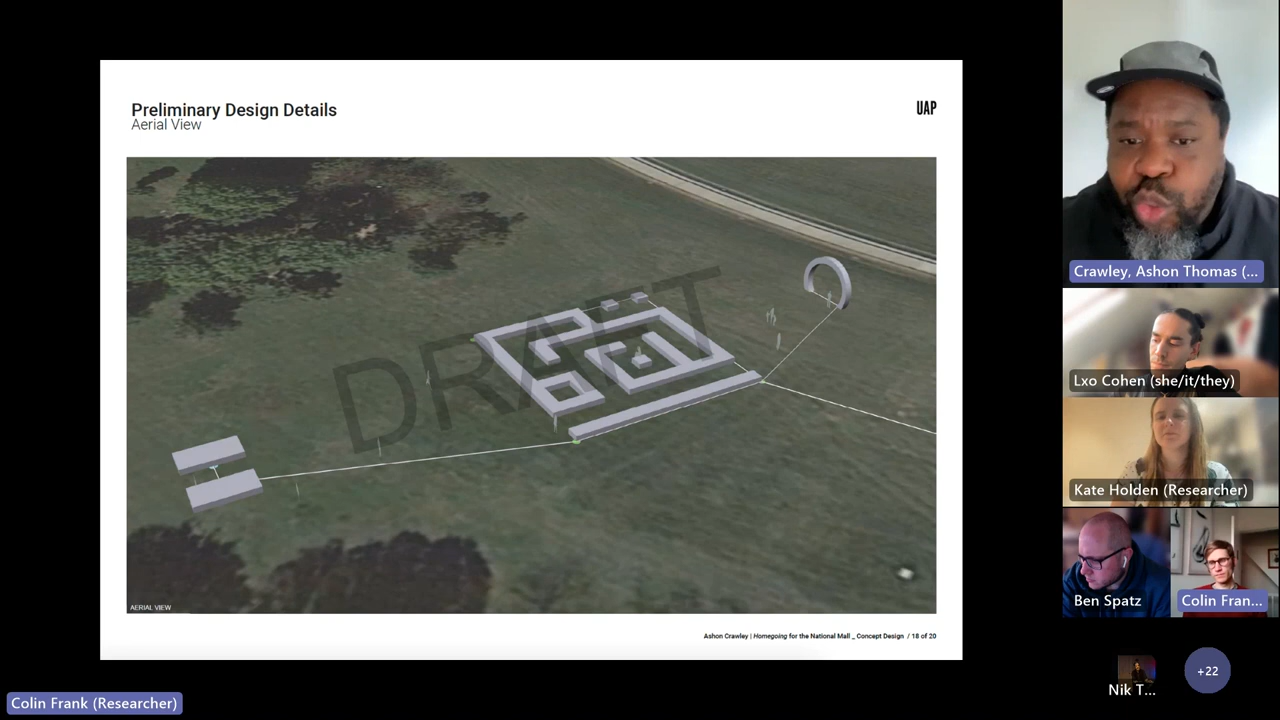 Preliminary Design Details
Aerial View
UAP
DRAFT
AERIAL VIEW
Ashon Crawley | Homegoing for the National Mall _ Concept Design / 18 of 20
Crawley, Ashon Thomas (...
Lxo Cohen (she/it/they)
Kate Holden (Researcher)
Ben Spatz
Colin Fran...
Nik T...
+22
Colin Frank (Researcher)